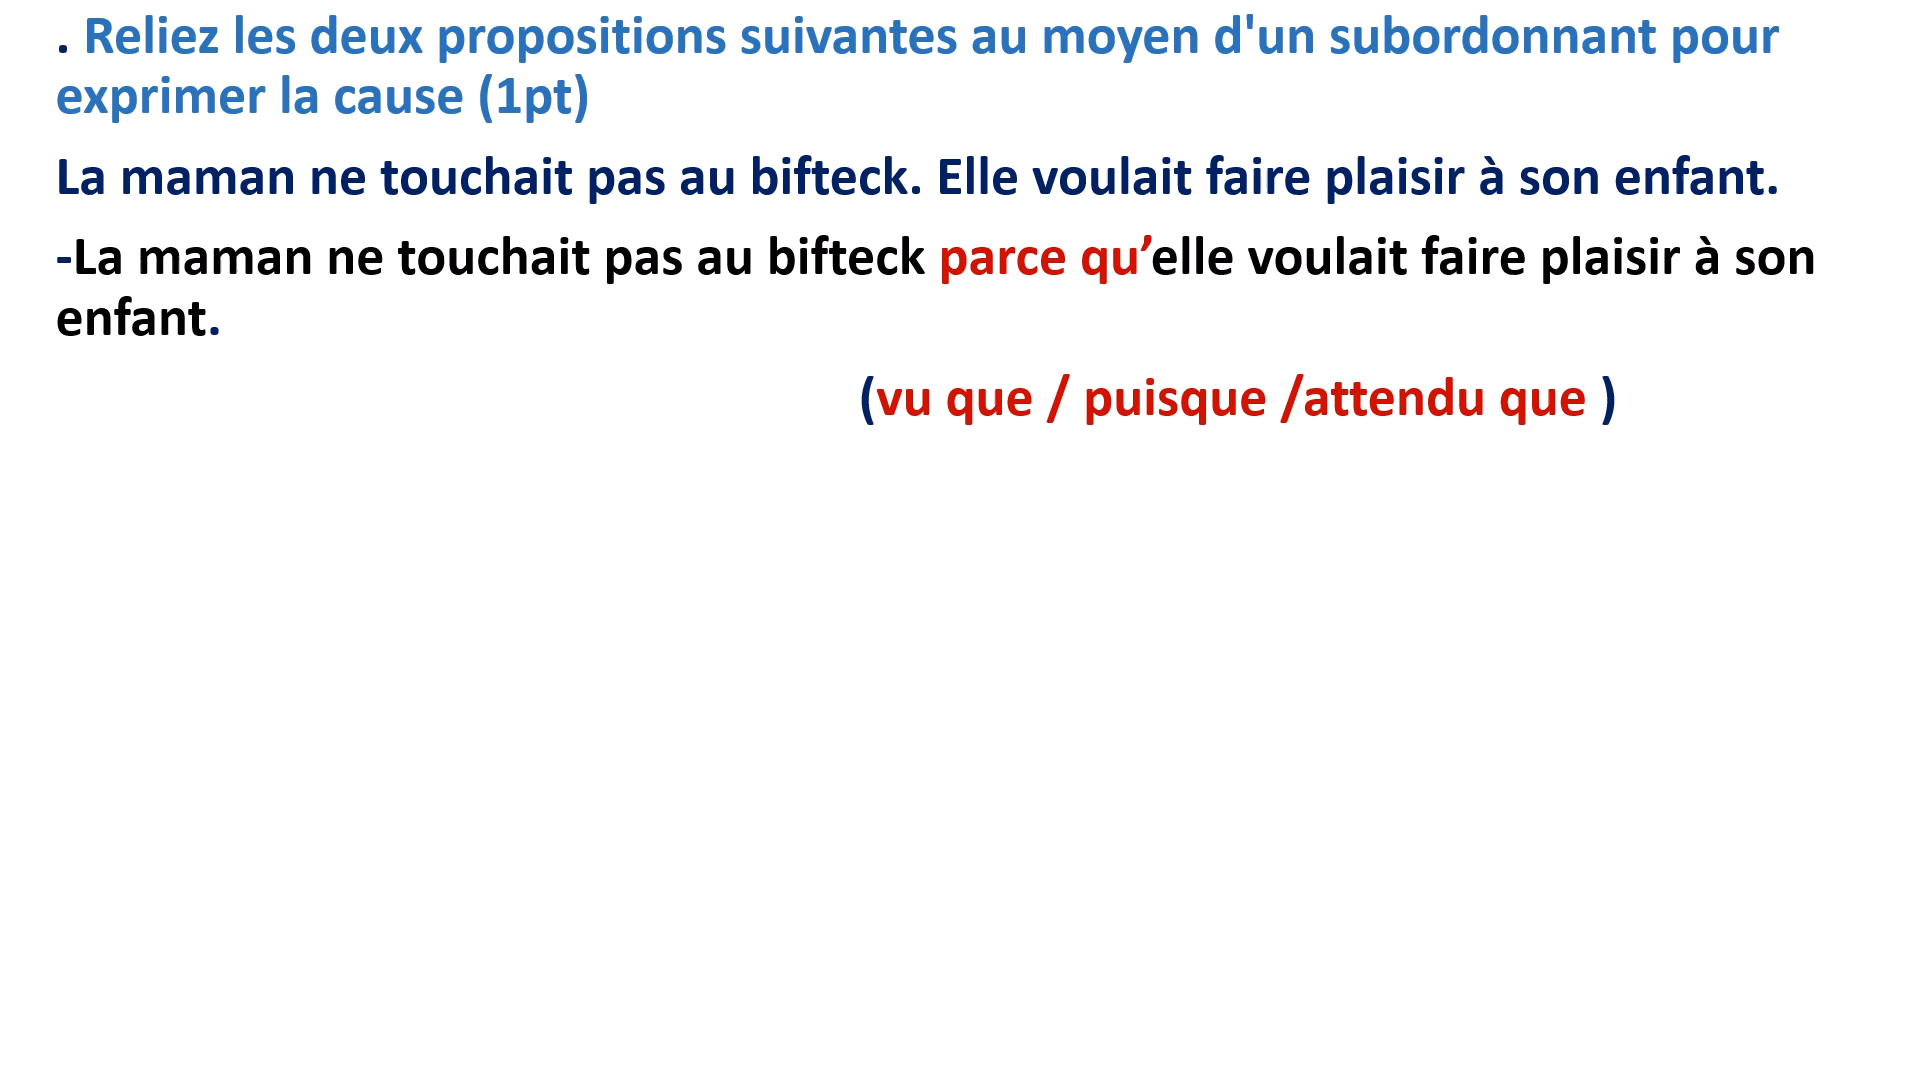 . Reliez les deux propositions suivantes au moyen d'un subordonnant pour
exprimer la cause (1pt)
La maman ne touchait pas au bifteck. Elle voulait faire plaisir à son enfant.
-La maman ne touchait pas au bifteck parce qu’elle voulait faire plaisir à son
enfant.
(vu que / puisque /attendu que )